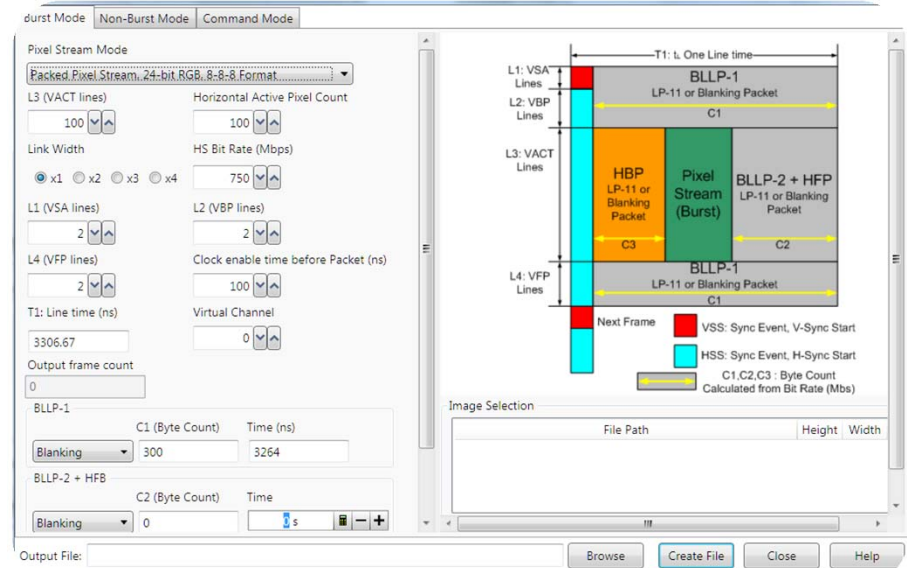 Burst Mode Non-Burst Mode Command Mode
Pixel Stream Mode
Packed Pixel Stream, 24-bit RGB, 8-8-8 Format
L3 (VACT lines) Horizontal Active Pixel Count
100 100
Link Width HS Bit Rate (Mbps)
x1 x2 x3 x4 750
L1 (VSA lines) L2 (VBP lines)
2 2
L4 (VFP lines) Clock enable time before Packet (ns)
2 100
T1: Line time (ns) Virtual Channel
3306.67 0
Output frame count
0
BLLP-1
C1 (Byte Count) Time (ns)
Blanking 300 3264
BLLP-2 + HFB
C2 (Byte Count) Time
Blanking 0 0 s
T1: tL One Line time
L1: VSA
Lines
BLLP-1
LP-11 or Blanking Packet
C1
L2: VBP
Lines
L3: VACT
Lines
HBP
LP-11 or
Blanking
Packet
C3
Pixel
Stream
(Burst)
BLLP-2 + HFP
LP-11 or Blanking
Packet
C2
L4: VFP
Lines
BLLP-1
LP-11 or Blanking Packet
C1
Next Frame
VSS: Sync Event, V-Sync Start
HSS: Sync Event, H-Sync Start
C1,C2,C3 : Byte Count
Calculated from Bit Rate (Mbs)
Image Selection
File Path Height Width
Output File: Browse Create File Close Help